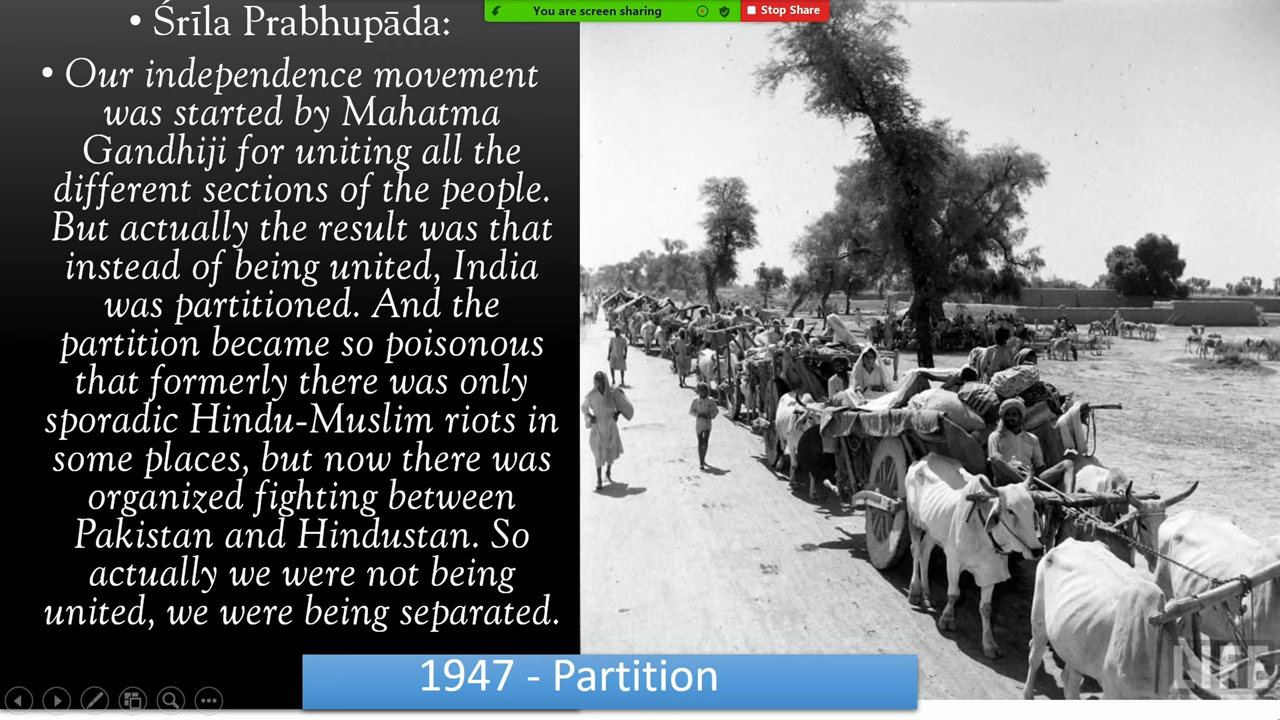 You are screen sharing
Stop Share
• Śrīla Prabhupāda:
• Our independence movement
was started by Mahatma
Gandhiji for uniting all the
different sections of the people.
But actually the result was that
instead of being united, India
was partitioned. And the
partition became so poisonous
that formerly there was only
sporadic Hindu-Muslim riots in
some places, but now there was
organized fighting between
Pakistan and Hindustan. So
actually we were not being
united, we were being separated.
1947 - Partition
LIFE